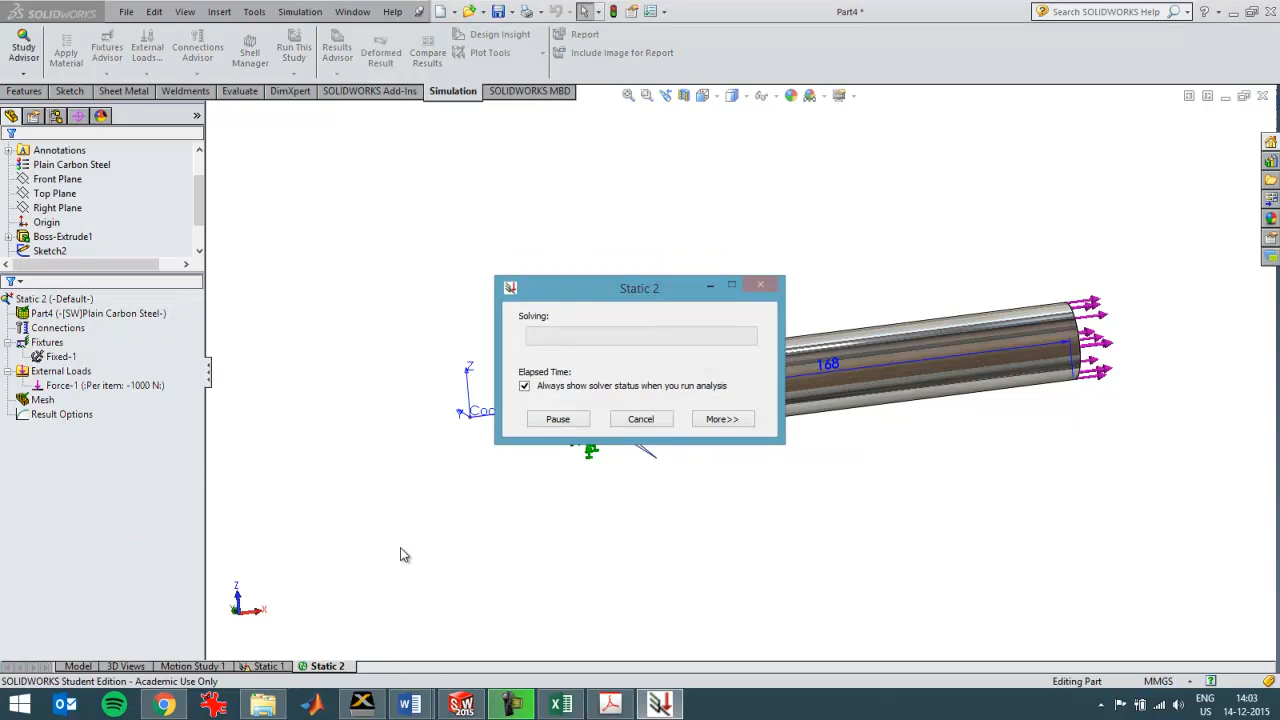 SOLIDWORKS
File Edit View Insert Tools Simulation Window Help
Part4 *
Search SOLIDWORKS Help
Study Advisor
Apply Material
Fixtures Advisor
External Loads...
Connections Advisor
Shell Manager
Run This Study
Results Advisor
Deformed Result
Compare Results
Design Insight
Plot Tools
Report
Include Image for Report
Features Sketch Sheet Metal Weldments Evaluate DimXpert SOLIDWORKS Add-Ins Simulation SOLIDWORKS MBD
Annotations
Plain Carbon Steel
Front Plane
Top Plane
Right Plane
Origin
Boss-Extrude1
Sketch2
Static 2 (-Default-)
Part4 (-[SW]Plain Carbon Steel-)
Connections
Fixtures
Fixed-1
External Loads
Force-1 (:Per item: -1000 N:)
Mesh
Result Options
Static 2
Solving:
Elapsed Time:
Always show solver status when you run analysis
Pause Cancel More>>
168
Z
Y Coo
Z
Y X
Model 3D Views Motion Study 1 Static 1 Static 2
SOLIDWORKS Student Edition - Academic Use Only
Editing Part MMGS
SW 2015
ENG 14:03
US 14-12-2015